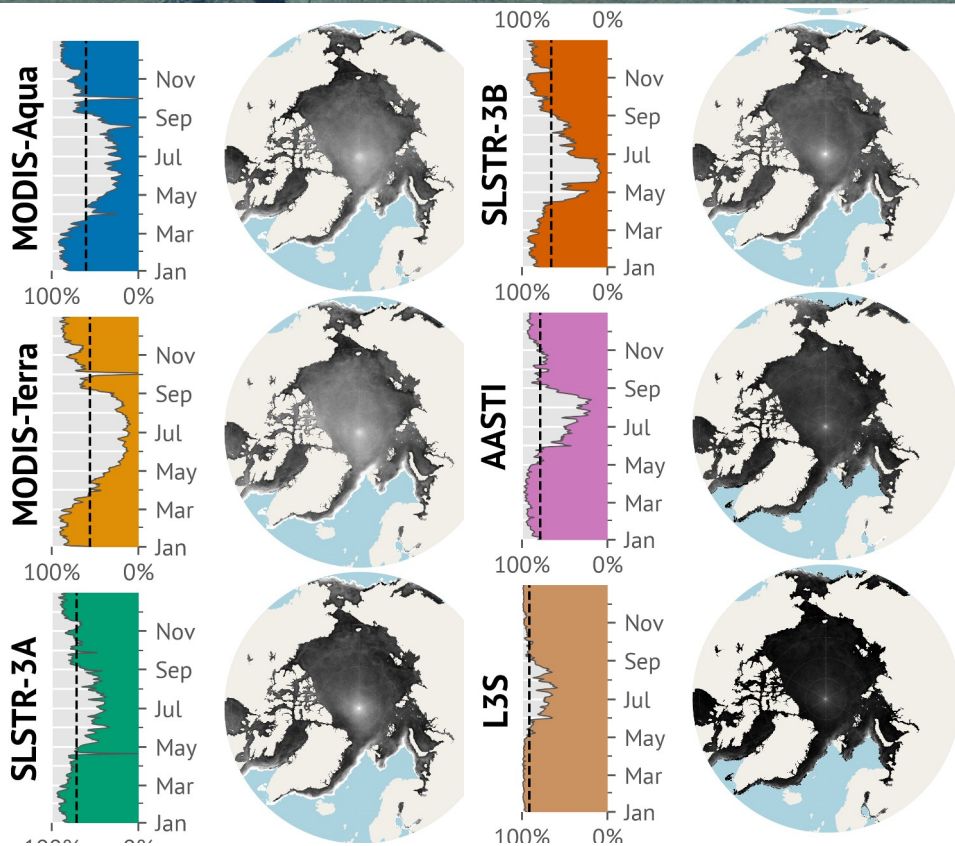 MODIS-Aqua
Nov
Sep
Jul
May
Mar
Jan
100% 0%
MODIS-Terra
Nov
Sep
Jul
May
Mar
Jan
100% 0%
SLSTR-3A
Nov
Sep
Jul
May
Mar
Jan
100% 0%
100% 0%
SLSTR-3B
Nov
Sep
Jul
May
Mar
Jan
100% 0%
AASTI
Nov
Sep
Jul
May
Mar
Jan
100% 0%
L3S
Nov
Sep
Jul
May
Mar
Jan
100% 0%